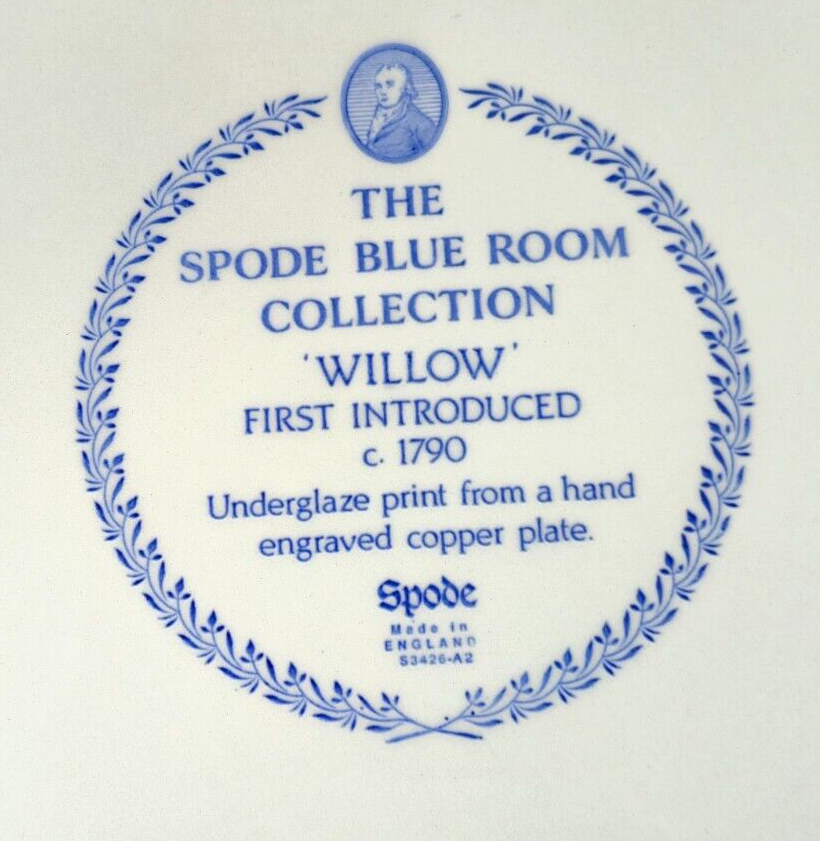 THE
SPODE BLUE ROOM
COLLECTION
'WILLOW'
FIRST INTRODUCED
c. 1790
Underglaze print from a hand
engraved copper plate.
Spode
Made in
ENGLAND
S3426-A2